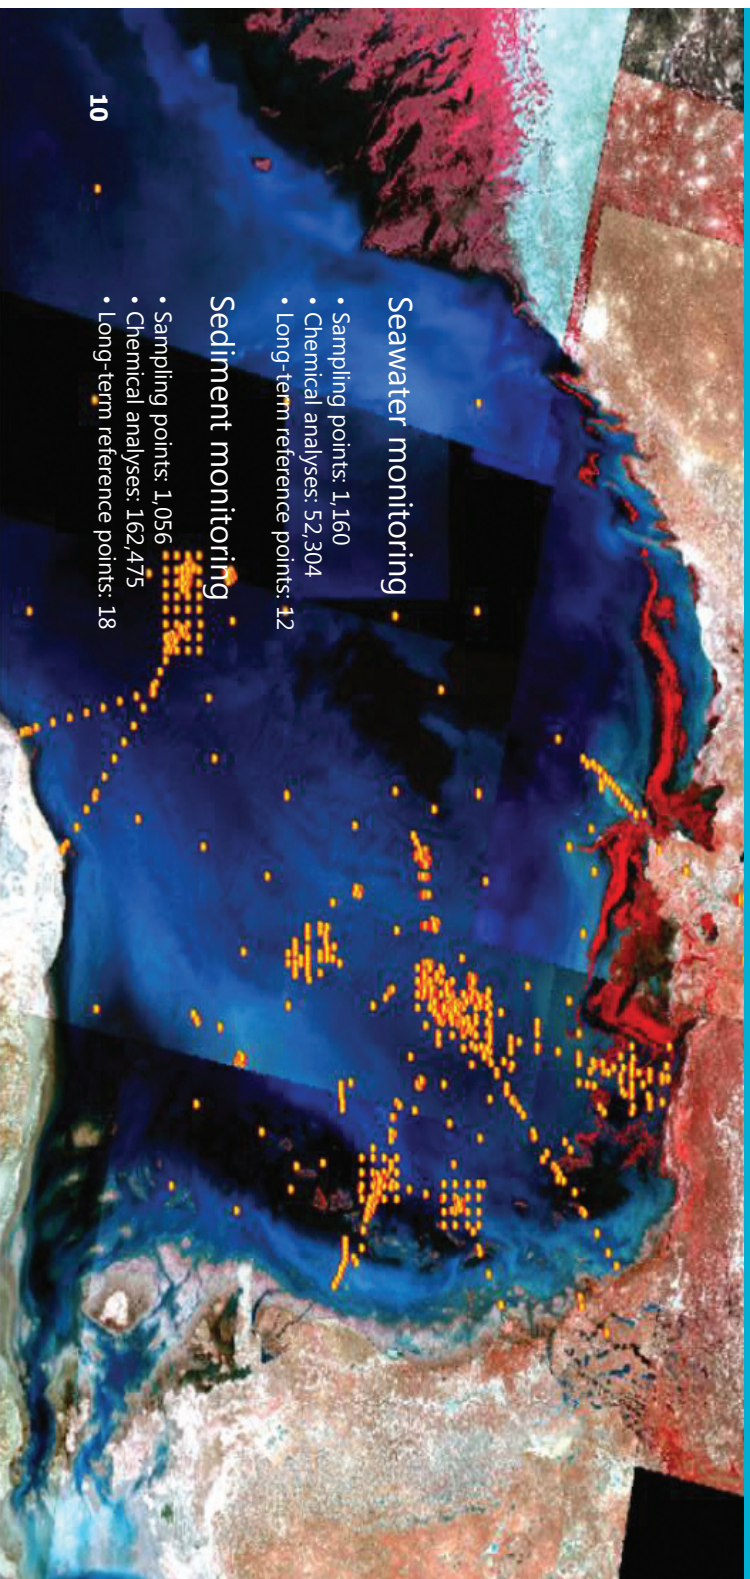 Seawater monitoring
• Sampling points: 1,160
• Chemical analyses: 52,304
• Long-term reference points: 12
Sediment monitoring
• Sampling points: 1,056
• Chemical analyses: 162,475
• Long-term reference points: 18
10